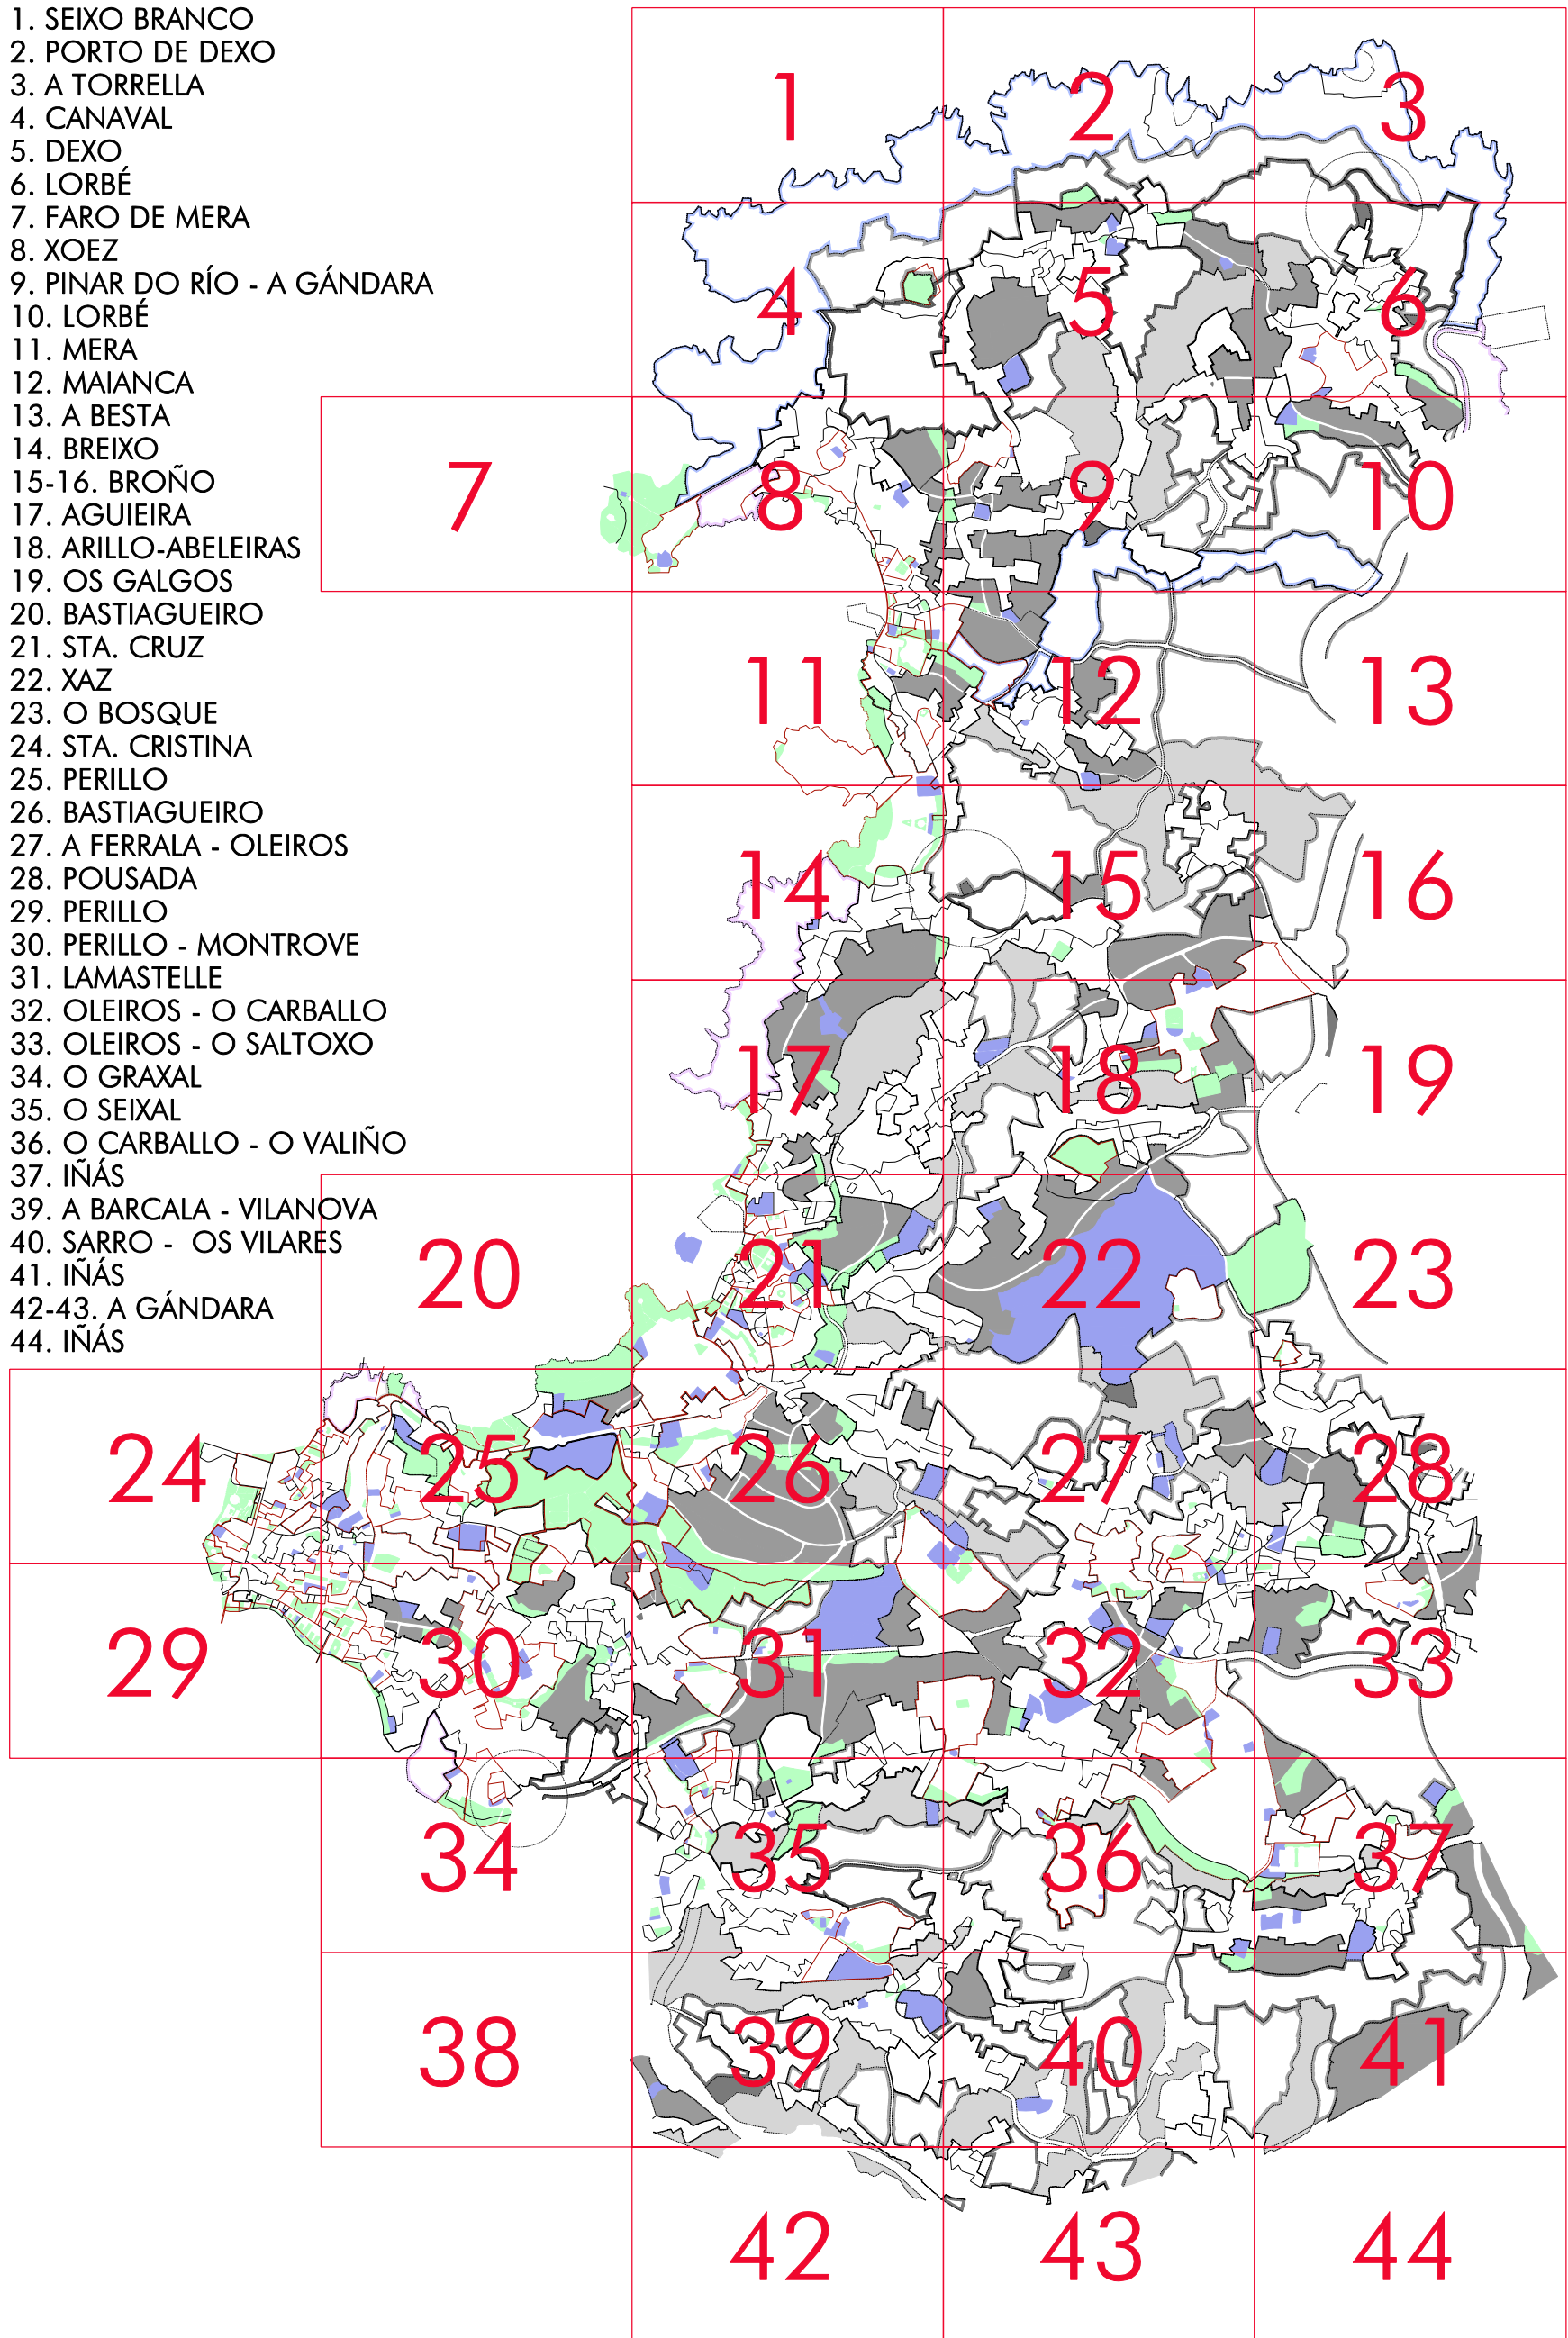 1. SEIXO BRANCO
2. PORTO DE DEXO
3. A TORRELLA
4. CANAVAL
5. DEXO
6. LORBÉ
7. FARO DE MERA
8. XOEZ
9. PINAR DO RÍO - A GÁNDARA
10. LORBÉ
11. MERA
12. MAIANCA
13. A BESTA
14. BREIXO
15-16. BROÑO
17. AGUIEIRA
18. ARILLO-ABELEIRAS
19. OS GALGOS
20. BASTIAGUEIRO
21. STA. CRUZ
22. XAZ
23. O BOSQUE
24. STA. CRISTINA
25. PERILLO
26. BASTIAGUEIRO
27. A FERRALA - OLEIROS
28. POUSADA
29. PERILLO
30. PERILLO - MONTROVE
31. LAMASTELLE
32. OLEIROS - O CARBALLO
33. OLEIROS - O SALTOXO
34. O GRAXAL
35. O SEIXAL
36. O CARBALLO - O VALIÑO
37. IÑÁS
39. A BARCALA - VILANOVA
40. SARRO - OS VILARES
41. IÑÁS
42-43. A GÁNDARA
44. IÑÁS
1 2 3
4 5 6
7 8 9 10
11 12 13
14 15 16
17 18 19
20 21 22 23
24 25 26 27 28
29 30 31 32 33
34 35 36 37
38 39 40 41
42 43 44